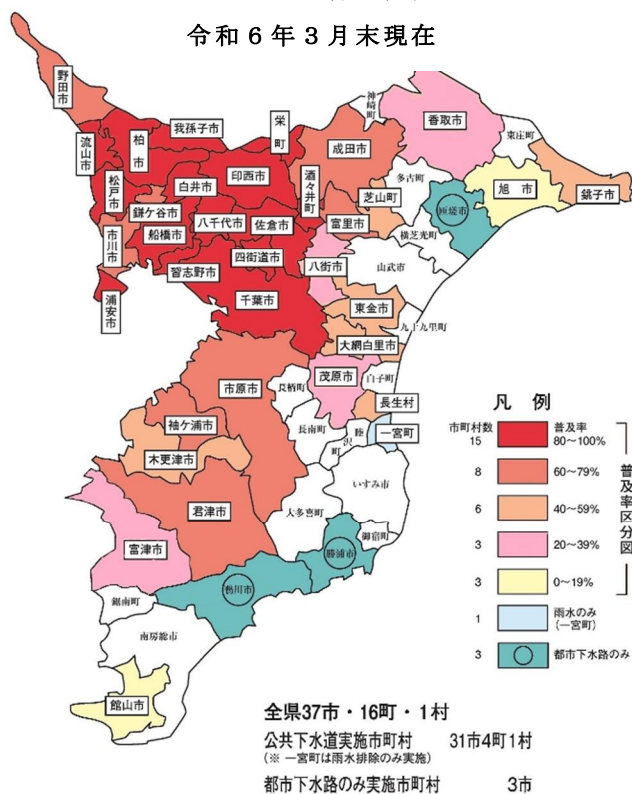 令和６年３月末現在
野田市
流山市
柏市
我孫子市
栄町
神崎町
香取市
東庄町
成田市
松戸市
白井市
印西市
酒々井町
芝山町
多古町
旭市
銚子市
匝瑳市
鎌ケ谷市
市川市
船橋市
八千代市
佐倉市
富里市
横芝光町
習志野市
四街道市
八街市
山武市
浦安市
千葉市
東金市
九十九里町
大網白里市
市原市
長柄町
茂原市
白子町
長生村
袖ケ浦市
長南町
睦沢町
一宮町
木更津市
いすみ市
君津市
大多喜町
御宿町
富津市
勝浦市
鴨川市
鋸南町
南房総市
館山市
凡例
市町村数 普及率
15 80～100%
8 60～79%
6 40～59%
3 20～39%
3 0～19%
1 雨水のみ
(一宮町)
3 都市下水路のみ
普及率区分図
全県37市・16町・1村
公共下水道実施市町村 31市4町1村
(※ 一宮町は雨水排除のみ実施)
都市下水路のみ実施市町村 3市